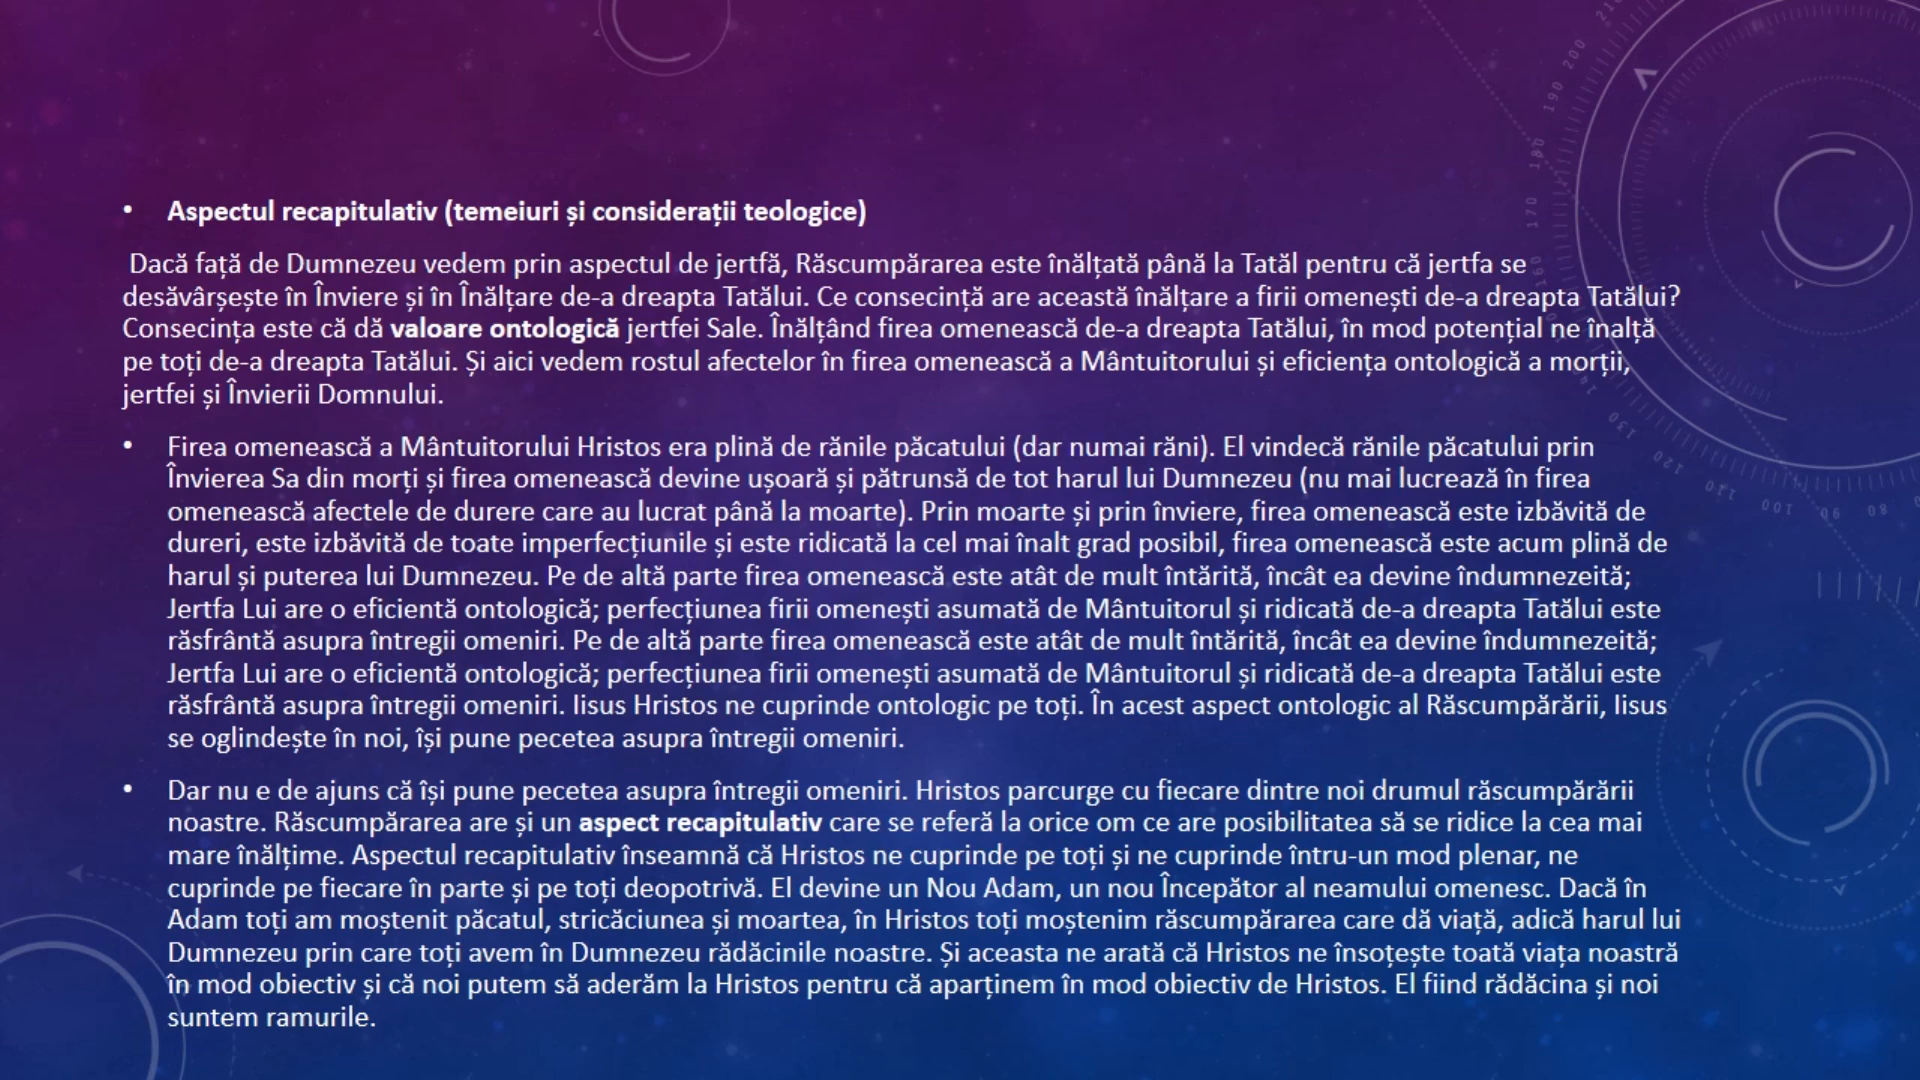 • Aspectul recapitulativ (temeiuri și considerații teologice)
Dacă față de Dumnezeu vedem prin aspectul de jertfă, Răscumpărarea este înălțată până la Tatăl pentru că jertfa se
desăvârșește în Înviere și în Înălțare de-a dreapta Tatălui. Ce consecință are această înălțare a firii omenești de-a dreapta Tatălui?
Consecința este că dă valoare ontologică jertfei Sale. Înălțând firea omenească de-a dreapta Tatălui, în mod potențial ne înalță
pe toți de-a dreapta Tatălui. Și aici vedem rostul afectelor în firea omenească a Mântuitorului și eficiența ontologică a morții,
jertfei și Învierii Domnului.
• Firea omenească a Mântuitorului Hristos era plină de rănile păcatului (dar numai răni). El vindecă rănile păcatului prin
Învierea Sa din morți și firea omenească devine ușoară și pătrunsă de tot harul lui Dumnezeu (nu mai lucrează în firea
omenească afectele de durere care au lucrat până la moarte). Prin moarte și prin înviere, firea omenească este izbăvită de
dureri, este izbăvită de toate imperfecțiunile și este ridicată la cel mai înalt grad posibil, firea omenească este acum plină de
harul și puterea lui Dumnezeu. Pe de altă parte firea omenească este atât de mult întărită, încât ea devine îndumnezeită;
Jertfa Lui are o eficientă ontologică; perfecțiunea firii omenești asumată de Mântuitorul și ridicată de-a dreapta Tatălui este
răsfrântă asupra întregii omeniri. Pe de altă parte firea omenească este atât de mult întărită, încât ea devine îndumnezeită;
Jertfa Lui are o eficientă ontologică; perfecțiunea firii omenești asumată de Mântuitorul și ridicată de-a dreapta Tatălui este
răsfrântă asupra întregii omeniri. Iisus Hristos ne cuprinde ontologic pe toți. În acest aspect ontologic al Răscumpărării, Iisus
se oglindește în noi, își pune pecetea asupra întregii omeniri.
• Dar nu e de ajuns că își pune pecetea asupra întregii omeniri. Hristos parcurge cu fiecare dintre noi drumul răscumpărării
noastre. Răscumpărarea are și un aspect recapitulativ care se referă la orice om ce are posibilitatea să se ridice la cea mai
mare înălțime. Aspectul recapitulativ înseamnă că Hristos ne cuprinde pe toți și ne cuprinde într-un mod plenar, ne
cuprinde pe fiecare în parte și pe toți deopotrivă. El devine un Nou Adam, un nou Începător al neamului omenesc. Dacă în
Adam toți am moștenit păcatul, stricăciunea și moartea, în Hristos toți moștenim răscumpărarea care dă viață, adică harul lui
Dumnezeu prin care toți avem în Dumnezeu rădăcinile noastre. Și aceasta ne arată că Hristos ne însoțește toată viața noastră
în mod obiectiv și că noi putem să aderăm la Hristos pentru că aparținem în mod obiectiv de Hristos. El fiind rădăcina și noi
suntem ramurile.
200
190
180
170
160
130
120
110
100
90
80